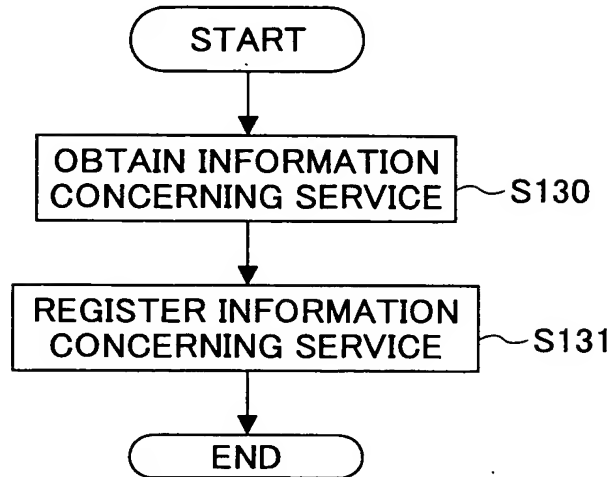 START
OBTAIN INFORMATION
CONCERNING SERVICE
S130
REGISTER INFORMATION
CONCERNING SERVICE
S131
END